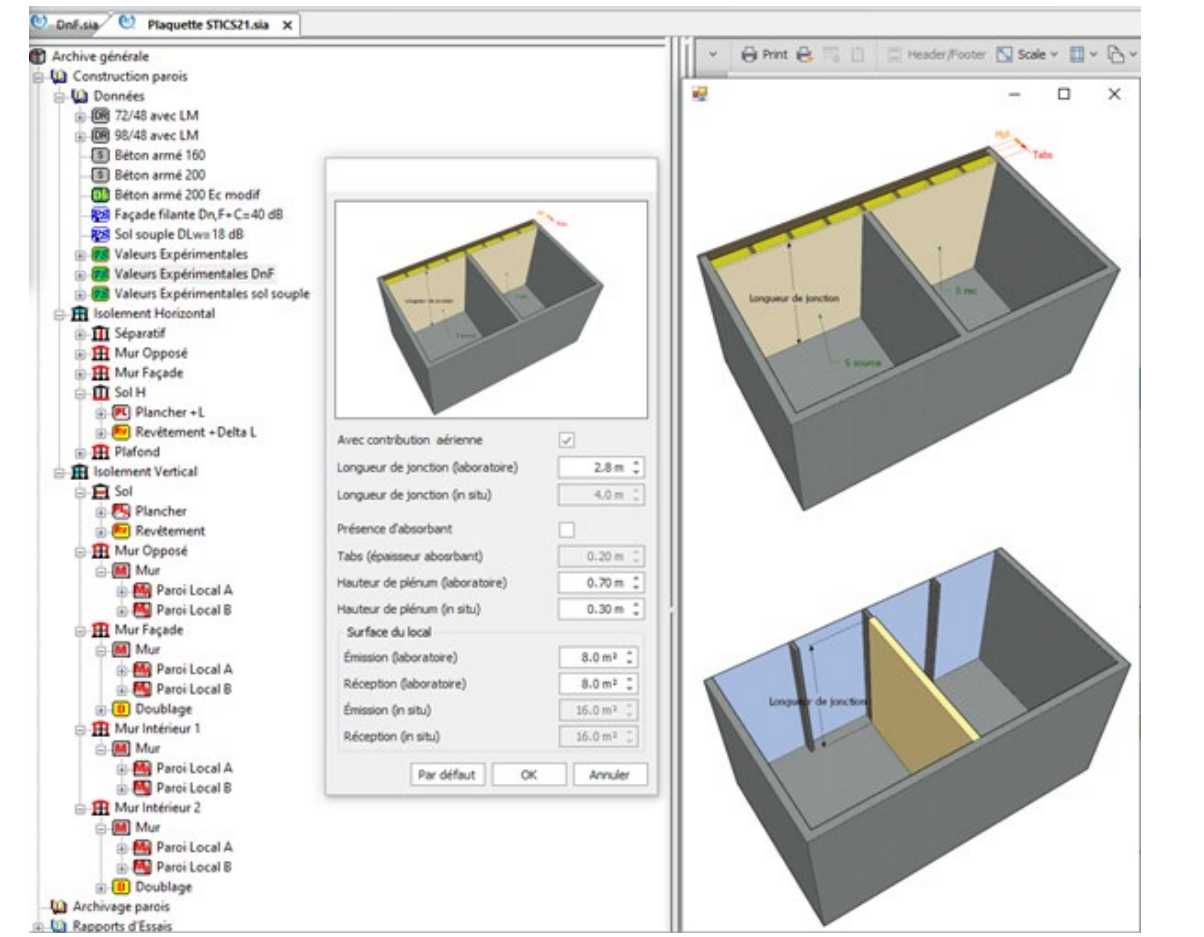 DnF.sia
Plaquette STICS21.sia
Archive générale
Construction parois
Données
DR 72/48 avec LM
DR 98/48 avec LM
S Béton armé 160
S Béton armé 200
Béton armé 200 Ec modif
Façade filante Dn,F+C=40 dB
Sol souple DLw=18 dB
Valeurs Expérimentales
Valeurs Expérimentales DnF
Valeurs Expérimentales sol souple
Isolement Horizontal
Séparatif
Mur Opposé
Mur Façade
Sol H
PL Plancher +L
Rv Revêtement +Delta L
Plafond
Isolement Vertical
Sol
Plancher
Rv Revêtement
Mur Opposé
M Mur
Paroi Local A
Paroi Local B
Mur Façade
M Mur
Paroi Local A
Paroi Local B
D Doublage
Mur Intérieur 1
M Mur
Paroi Local A
Paroi Local B
Mur Intérieur 2
M Mur
Paroi Local A
Paroi Local B
D Doublage
Archivage parois
Rapports d'Essais
Longueur de jonction
Avec contribution aérienne
Longueur de jonction (laboratoire) 2.8 m
Longueur de jonction (in situ) 4.0 m
Présence d'absorbant
Tabs (épaisseur abosrbant) 0.20 m
Hauteur de plénum (laboratoire) 0.70 m
Hauteur de plénum (in situ) 0.30 m
Surface du local
Émission (laboratoire) 8.0 m²
Réception (laboratoire) 8.0 m²
Émission (in situ) 16.0 m²
Réception (in situ) 16.0 m²
Par défaut OK Annuler
Print Header/Footer Scale
Hpl
Tabs
Longueur de jonction
S rec
S source
Longueur de jonction